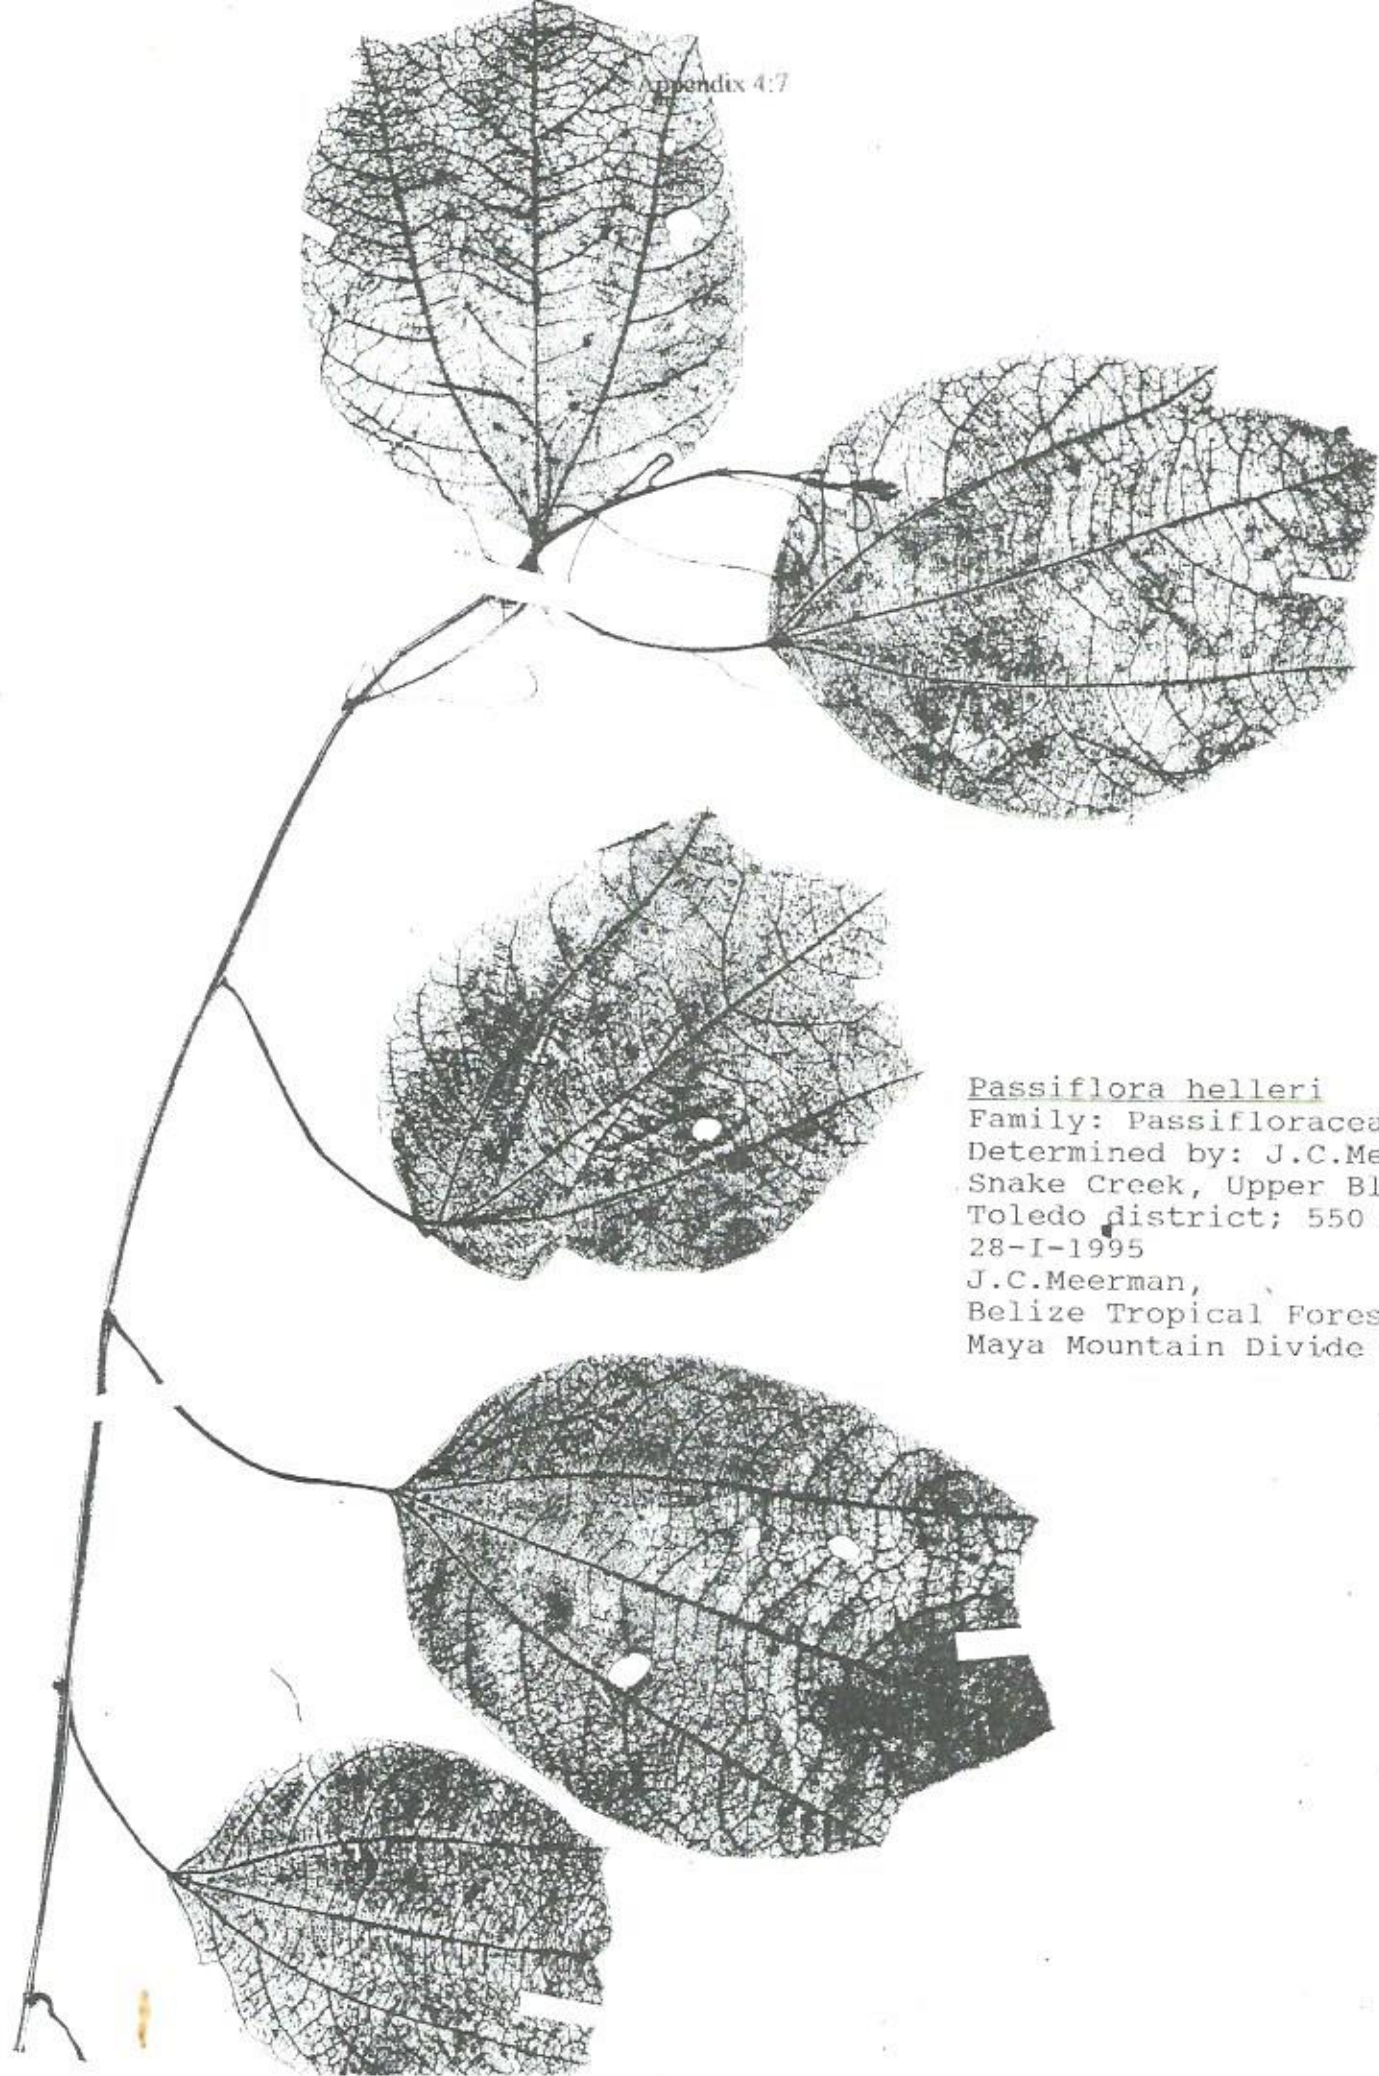 Appendix 4:7
Passiflora helleri
Family: Passifloracea
Determined by: J.C.Me
Snake Creek, Upper Bl
Toledo district; 550
28-I-1995
J.C.Meerman,
Belize Tropical Fores
Maya Mountain Divide